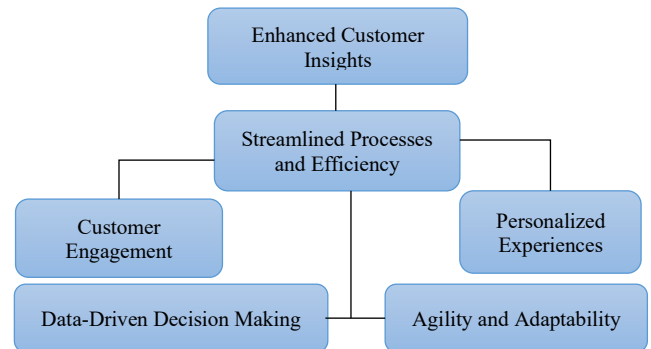 Enhanced Customer
Insights
Streamlined Processes
and Efficiency
Customer
Engagement
Personalized
Experiences
Data-Driven Decision Making
Agility and Adaptability